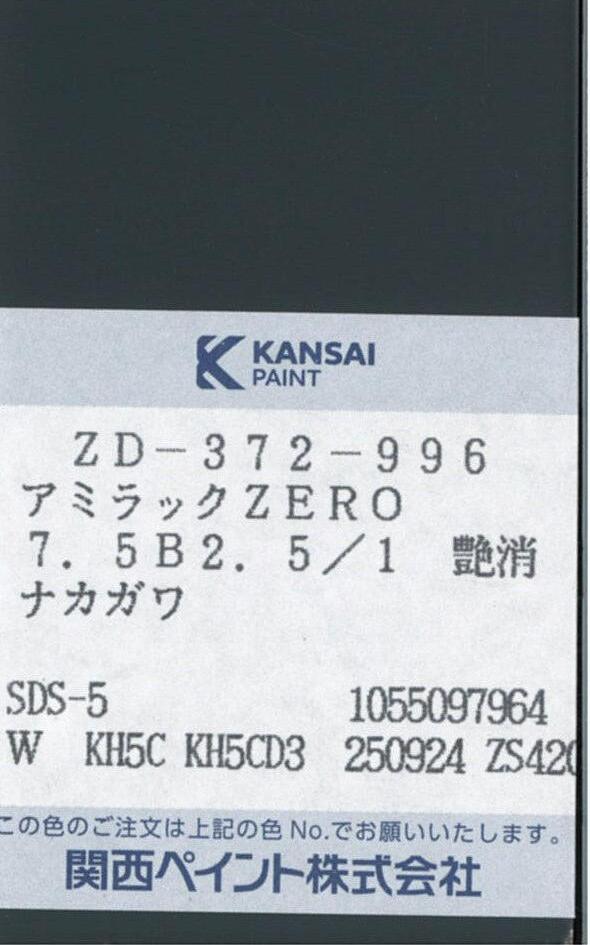 KANSAI
PAINT
ZD-372-996
アミラックZERO
7.5B2.5/1 艶消
ナカガワ
SDS-5 1055097964
W KH5C KH5CD3 250924 ZS420
この色のご注文は上記の色No.でお願いいたします。
関西ペイント株式会社